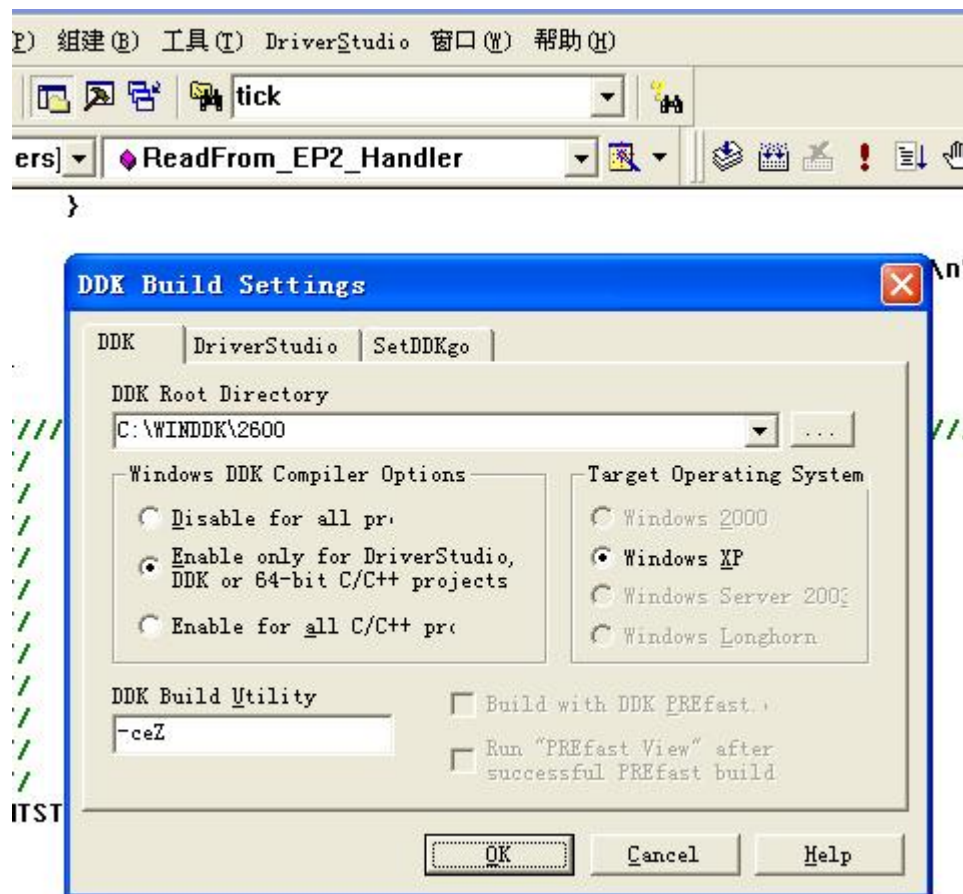 P) 组建(B) 工具(T) DriverStudio 窗口(W) 帮助(H)
tick
ers] ReadFrom_EP2_Handler
}
\n
DDK Build Settings
DDK DriverStudio SetDDKgo
DDK Root Directory
C:\WINDDK\2600 ...
//// //
Windows DDK Compiler Options
Disable for all pr
Enable only for DriverStudio,
DDK or 64-bit C/C++ projects
Enable for all C/C++ pr
Target Operating System
Windows 2000
Windows XP
Windows Server 2003
Windows Longhorn
DDK Build Utility
-ceZ
Build with DDK PREfast
Run "PREfast View" after
successful PREfast build
NTST
OK Cancel Help